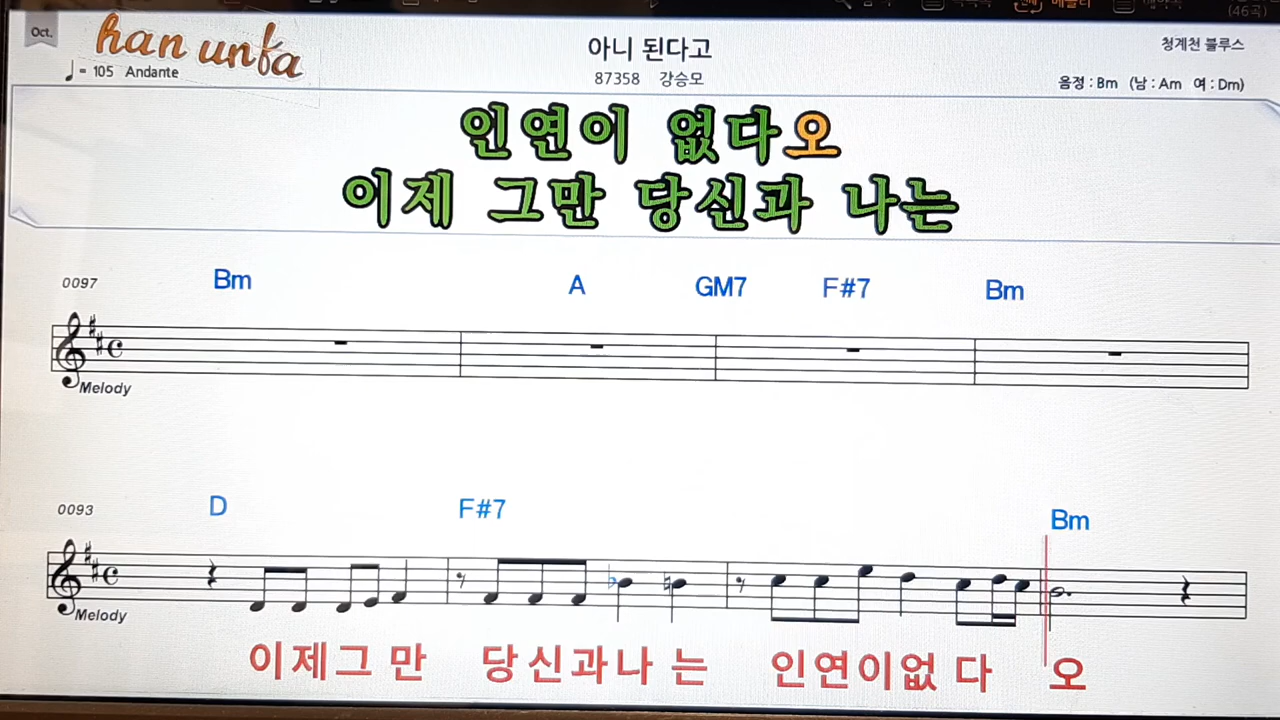 (46곡)
Oct.
han unfa
♩ = 105 Andante
아니 된다고
87358 강승모
청계천 블루스
음정 : Bm (남 : Am 여 : Dm)
인연이 없다오
이제 그만 당신과 나는
0097
Bm A GM7 F#7 Bm
Melody
0093
D F#7 Bm
Melody
이제그 만 당신과나 는 인연이없 다 오